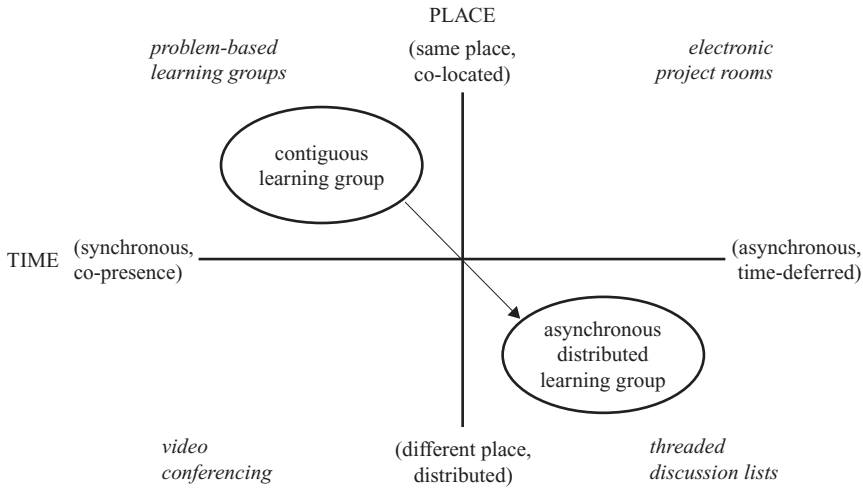 PLACE
problem-based
learning groups
(same place,
co-located)
electronic
project rooms
contiguous
learning group
TIME
(synchronous,
co-presence)
(asynchronous,
time-deferred)
asynchronous
distributed
learning group
video
conferencing
(different place,
distributed)
threaded
discussion lists